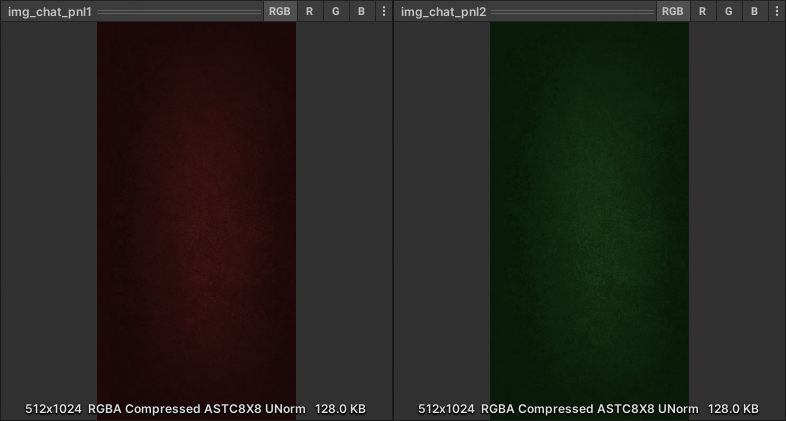 img_chat_pnl1 RGB R G B
img_chat_pnl2 RGB R G B
512x1024 RGBA Compressed ASTC8X8 UNorm 128.0 KB
512x1024 RGBA Compressed ASTC8X8 UNorm 128.0 KB